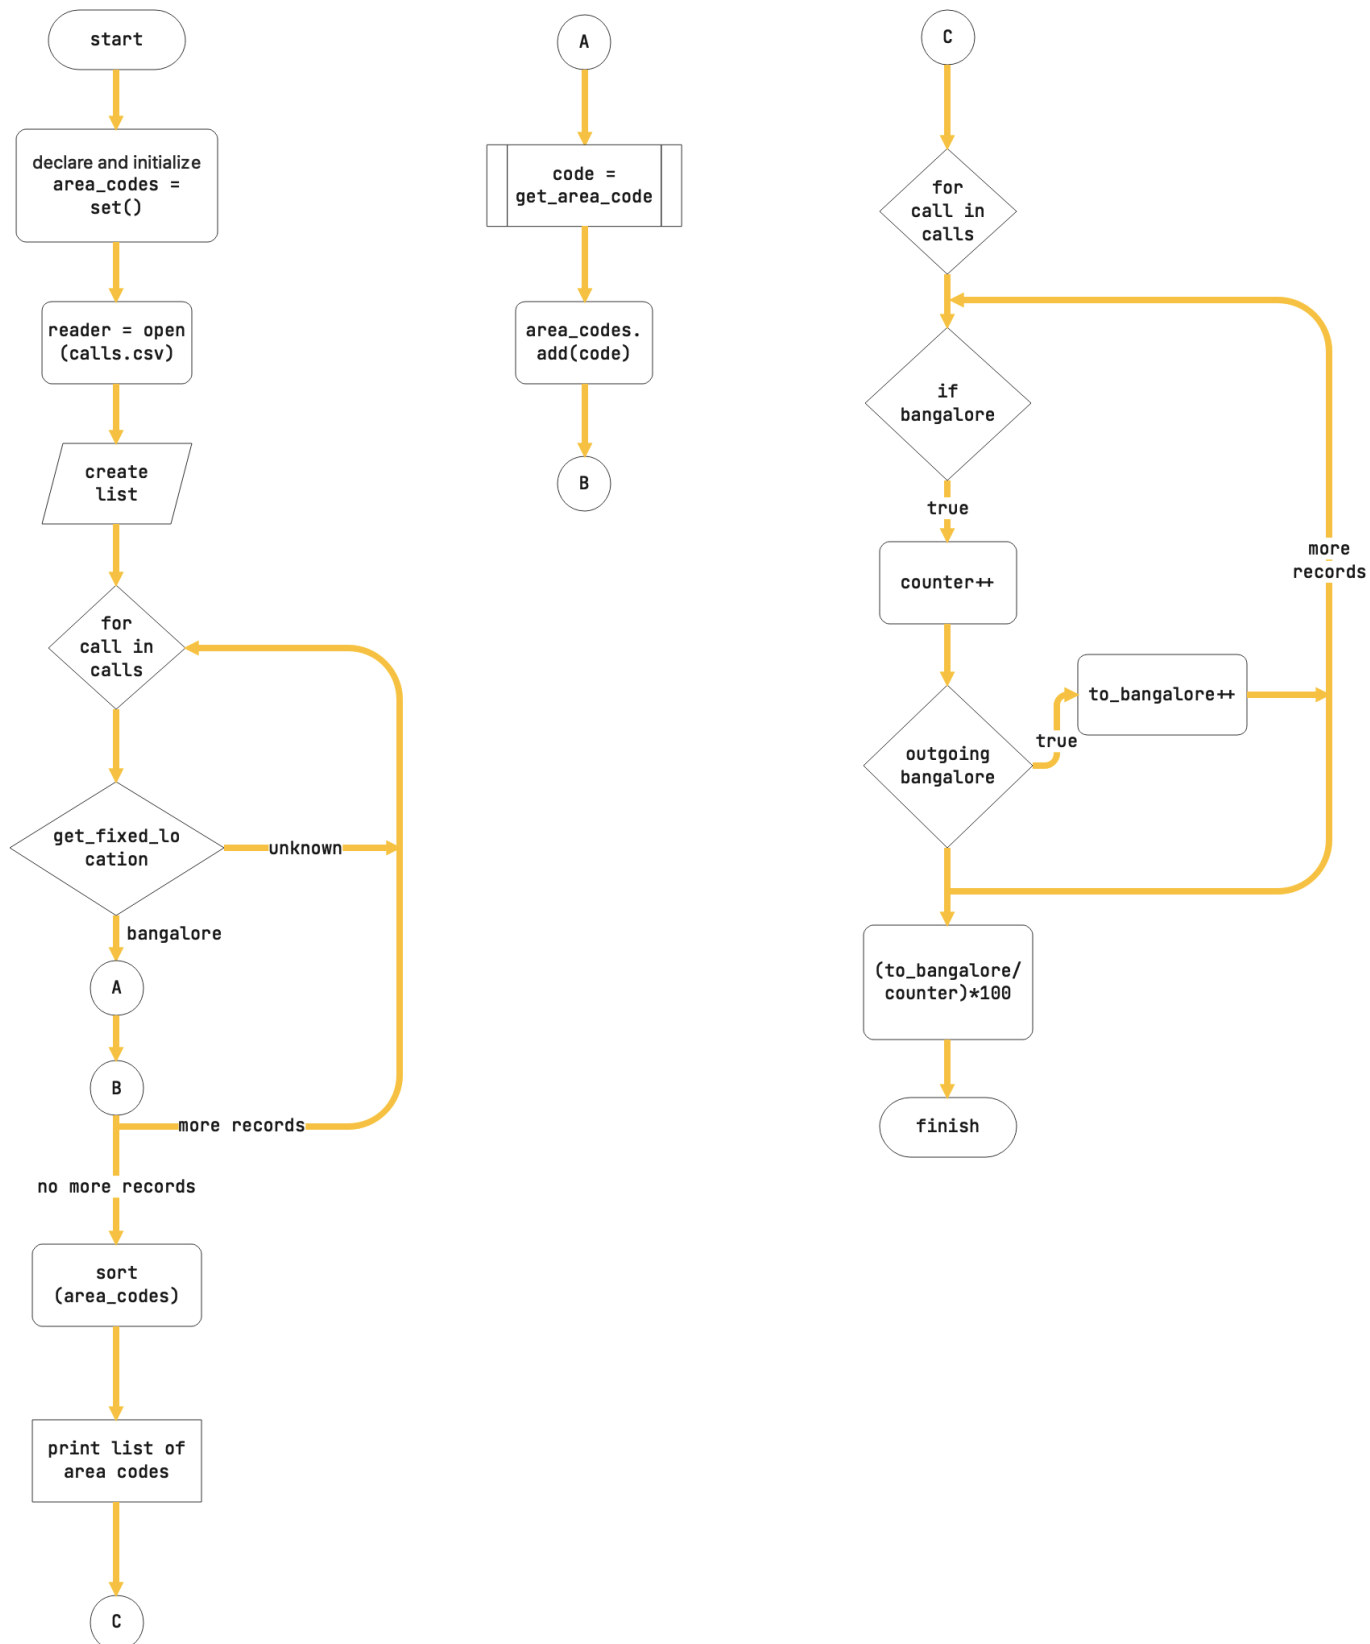 start
declare and initialize
area_codes =
set()
reader = open
(calls.csv)
create
list
for
call in
calls
get_fixed_lo
cation
unknown
bangalore
A
B
more records
no more records
sort
(area_codes)
print list of
area codes
C
A
code =
get_area_code
area_codes.
add(code)
B
C
for
call in
calls
if
bangalore
true
counter++
more
records
to_bangalore++
true
outgoing
bangalore
(to_bangalore/
counter)*100
finish